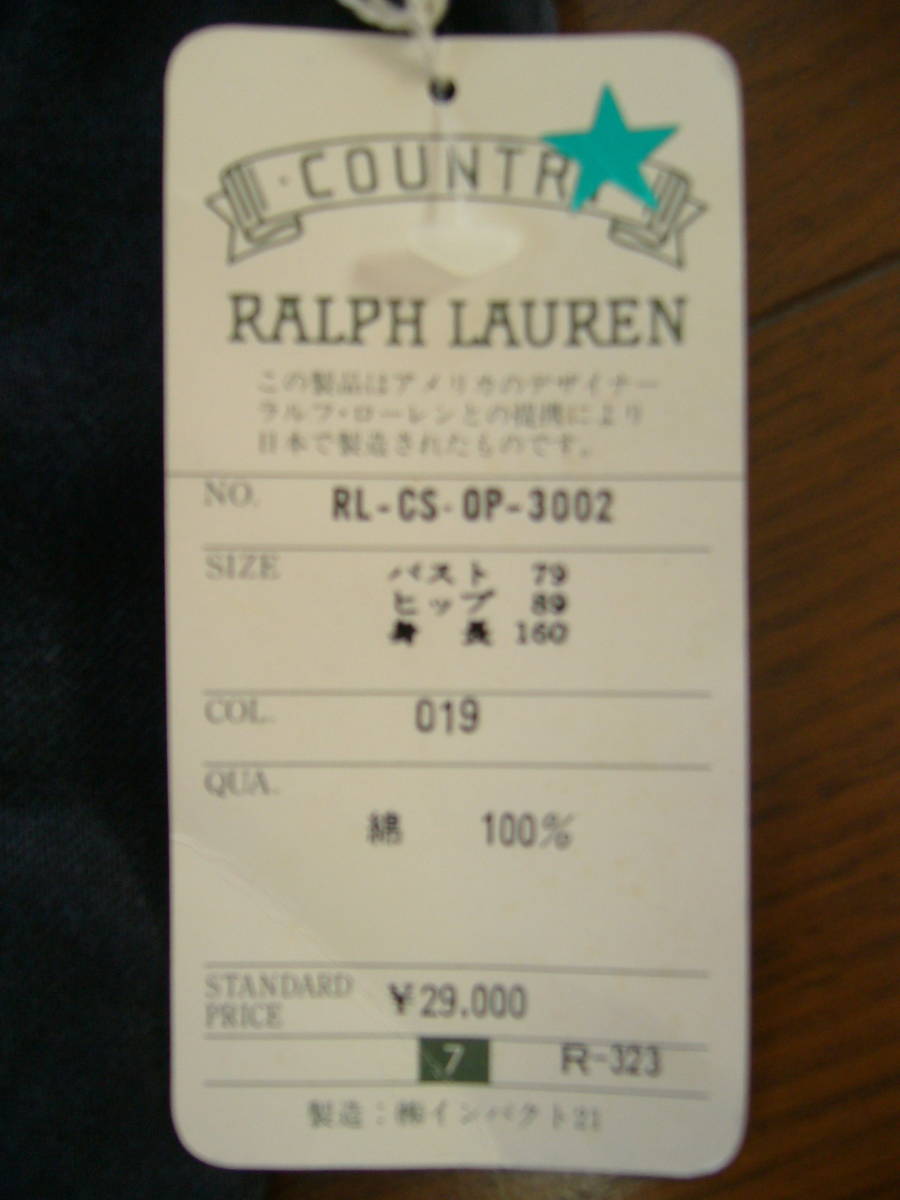 COUNTRY
RALPH LAUREN
この製品はアメリカのデザイナー
ラルフ・ローレンとの提携により
日本で製造されたものです。
NO. RL-CS-OP-3002
SIZE バスト 79
ヒップ 89
身長 160
COL. 019
QUA.
綿 100%
STANDARD PRICE ¥29.000
7 R-323
製造：㈱インパクト21